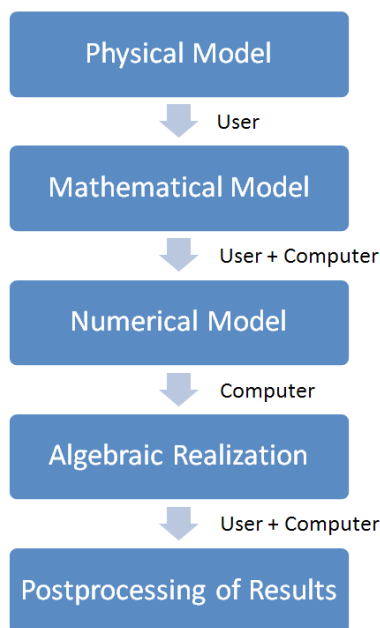 Physical Model
User
Mathematical Model
User + Computer
Numerical Model
Computer
Algebraic Realization
User + Computer
Postprocessing of Results